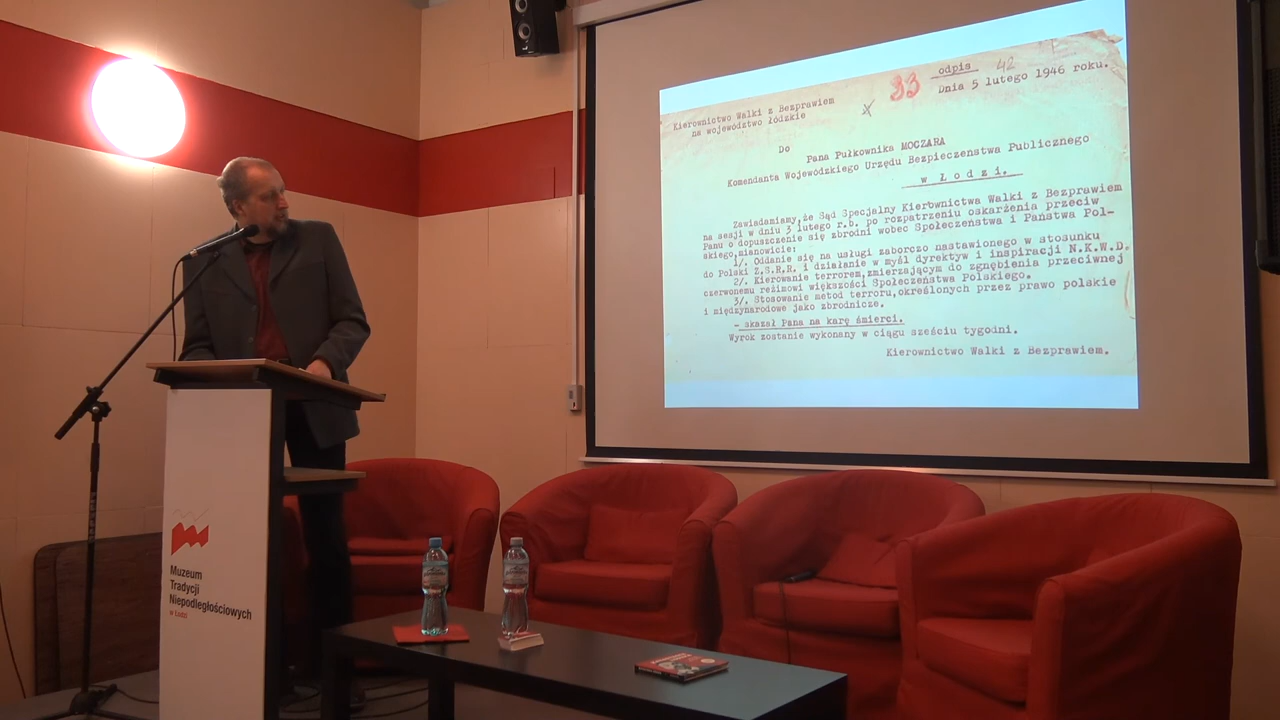 odpis 42
33
Dnia 5 lutego 1946 roku.
Kierownictwo Walki z Bezprawiem
na województwo Łódzkie
Do
Pana Pułkownika MOCZARA
Komendanta Wojewódzkiego Urzędu Bezpieczeństwa Publicznego
w Łodzi.
Zawiadamiamy,że Sąd Specjalny Kierownictwa Walki z Bezprawiem
na sesji w dniu 3 lutego r.b. po rozpatrzeniu oskarżenia przeciw
Panu o dopuszczenie się zbrodni wobec Społeczeństwa i Państwa Pol-
skiego,mianowicie:
1/. Oddanie się na usługi zaborczo nastawionego w stosunku
do Polski Z.S.R.R. i działanie w myśl dyrektyw i inspiracji N.K.W.D.
2/. Kierowanie terrorem,zmierzającym do zgnębienia przeciwnej
czerwonemu reżimowi większości Społeczeństwa Polskiego.
3/. Stosowanie metod terroru,określonych przez prawo polskie
i międzynarodowe jako zbrodnicze.
- skazał Pana na karę śmierci.
Wyrok zostanie wykonany w ciągu sześciu tygodni.
Kierownictwo Walki z Bezprawiem.
Muzeum
Tradycji
Niepodległościowych
w Łodzi